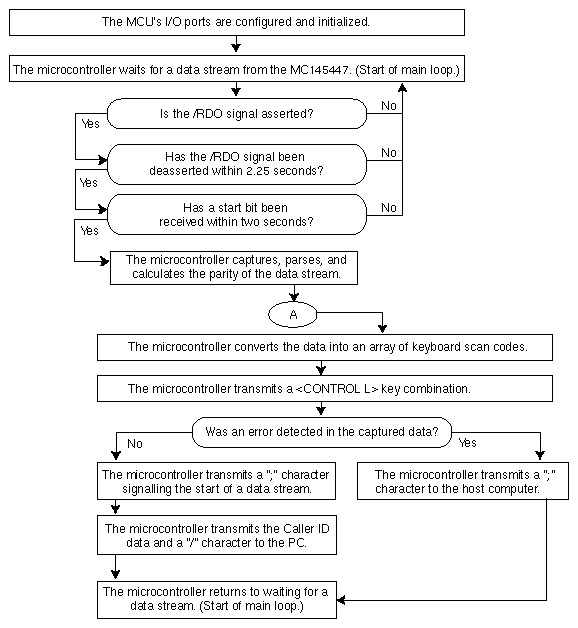 The MCU's I/O ports are configured and initialized.
The microcontroller waits for a data stream from the MC145447. (Start of main loop.)
Is the /RDO signal asserted?
No
Yes
Has the /RDO signal been
deasserted within 2.25 seconds?
No
Yes
Has a start bit been
received within two seconds?
No
Yes
The microcontroller captures, parses, and
calculates the parity of the data stream.
A
The microcontroller converts the data into an array of keyboard scan codes.
The microcontroller transmits a <CONTROL L> key combination.
Was an error detected in the captured data?
No
Yes
The microcontroller transmits a ";" character
signalling the start of a data stream.
The microcontroller transmits a ";"
character to the host computer.
The microcontroller transmits the Caller ID
data and a "/" character to the PC.
The microcontroller returns to waiting for a
data stream. (Start of main loop.)